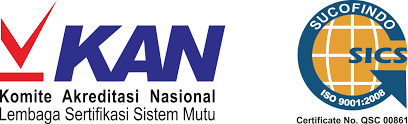 KAN
Komite Akreditasi Nasional
Lembaga Sertifikasi Sistem Mutu
SUCOFINDO
SICS
ISO 9001:2008
Certificate No. QSC 00861